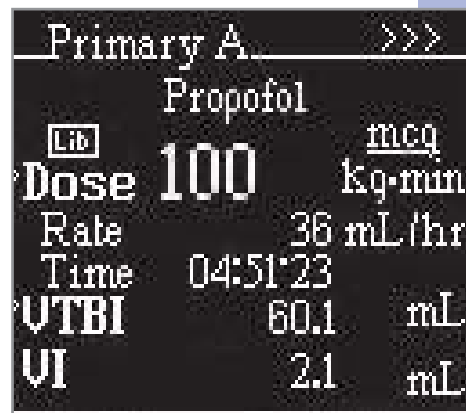 Primary A... >>>
Propofol
Lib mcg
Dose 100 kg•min
Rate 36 mL/hr
Time 04:51:23
VTBI 60.1 mL
VI 2.1 mL